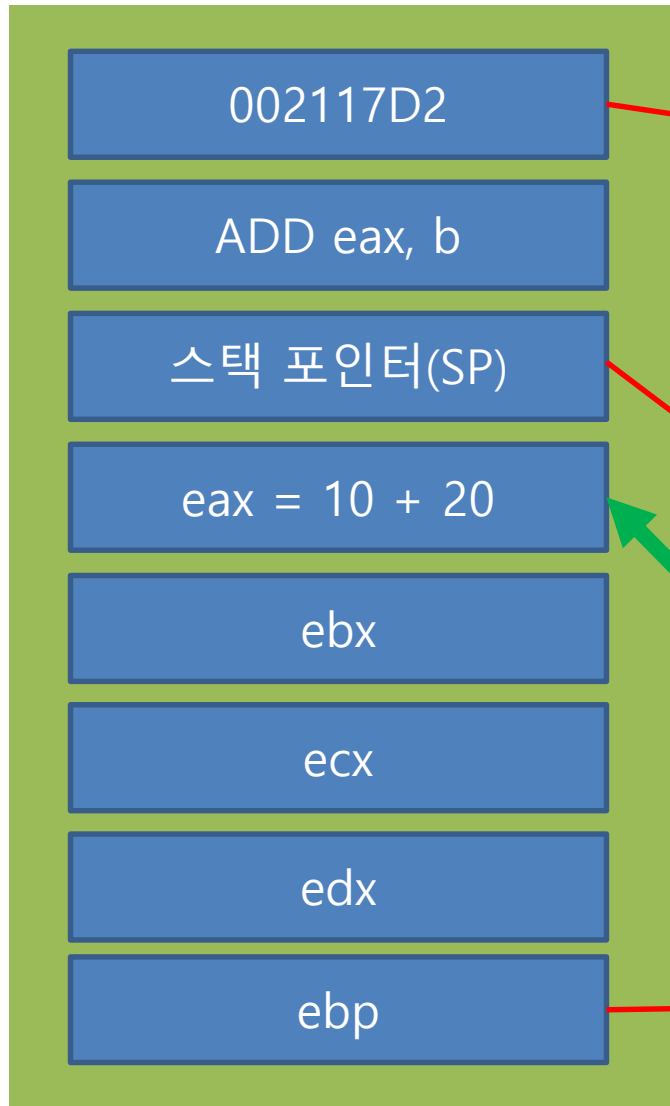 002117D2
ADD eax, b
스택 포인터(SP)
eax = 10 + 20
ebx
ecx
edx
ebp